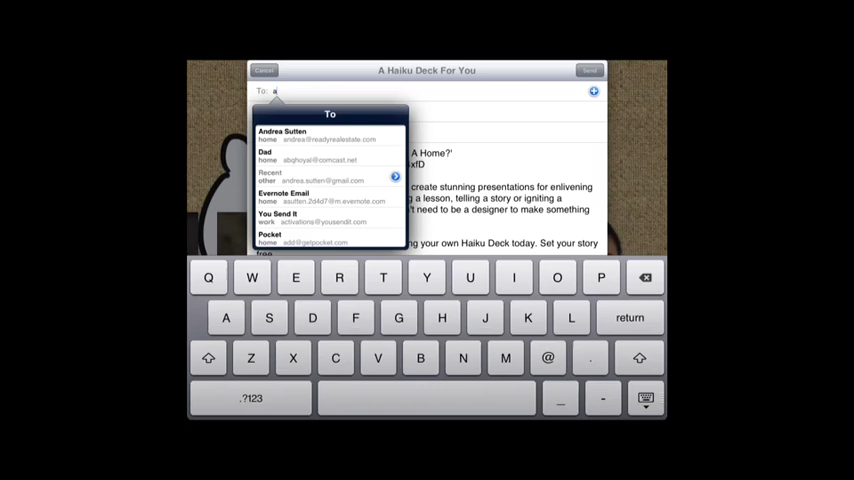 Cancel
A Haiku Deck For You
Send
To: a
To
Andrea Sutten
home andrea@readyrealestate.com
Dad
home abqhoyal@comcast.net
Recent
other andrea.sutten@gmail.com
Evernote Email
home asutten.2d4d7@m.evernote.com
You Send It
work activations@yousendit.com
Pocket
home add@getpocket.com
A Home?'
xfD
create stunning presentations for enlivening
g a lesson, telling a story or igniting a
't need to be a designer to make something
ng your own Haiku Deck today. Set your story
free
Q W E R T Y U I O P
A S D F G H J K L return
Z X C V B N M @ .
.?123 _ -